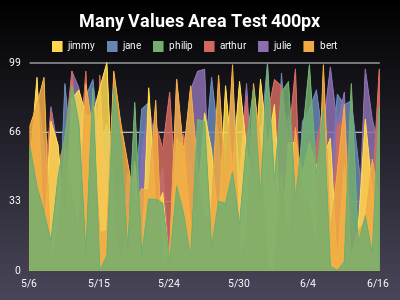 Many Values Area Test 400px
jimmy jane philip arthur julie bert
99
66
33
0
5/6 5/15 5/24 5/30 6/4 6/16